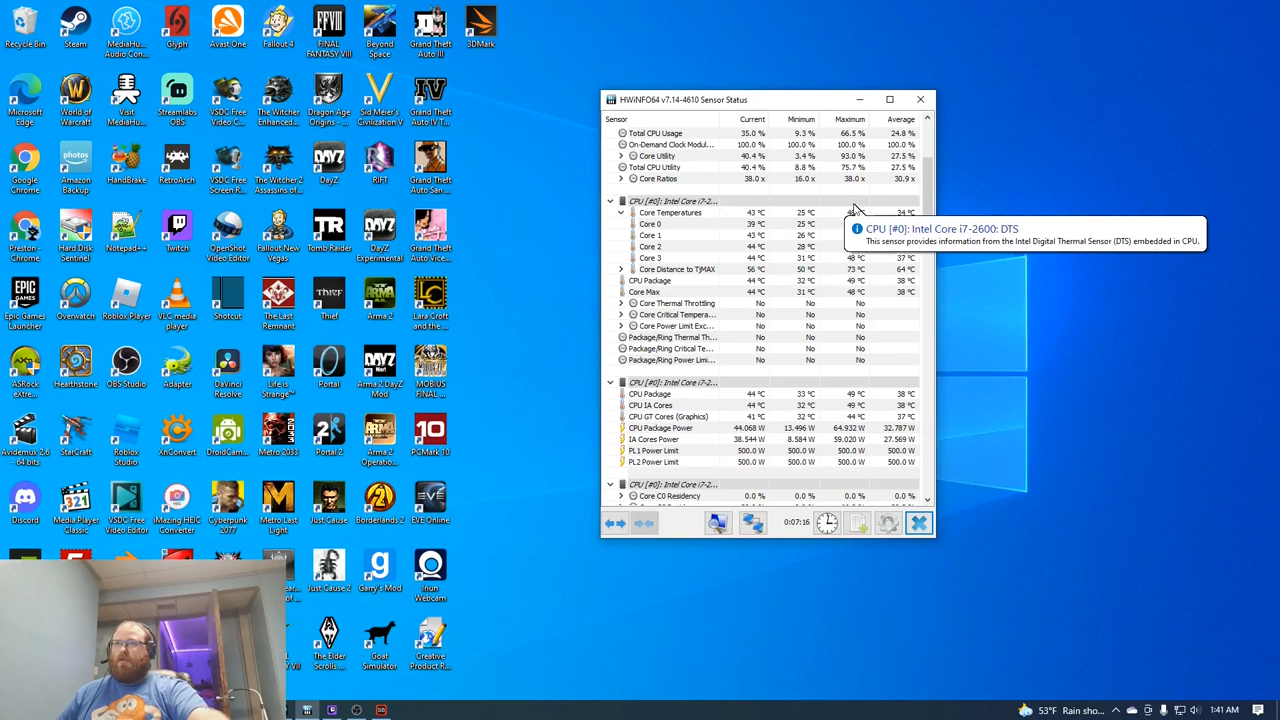 Recycle Bin
Steam
MediaHu...
Audio Con...
Glyph
Avast One
Fallout 4
FINAL
FANTASY VIII
Beyond
Space
Grand Theft
Auto III
3DMark
Microsoft
Edge
World of
Warcraft
Visit
MediaHu...
Streamlabs
OBS
VSDC Free
Video C...
The Witcher
Enhanced...
Dragon Age
Origins - ...
Sid Meier's
Civilization V
Grand Theft
Auto IV T...
Google
Chrome
Amazon
Backup
HandBrake
RetroArch
VSDC Free
Screen R...
The Witcher 2
Assassins of...
DayZ
RIFT
Grand Theft
Auto San ...
Preston -
Chrome
Hard Disk
Sentinel
Notepad++
Twitch
OpenShot
Video Editor
Fallout New
Vegas
Tomb Raider
DayZ
Experimental
Grand Theft
Auto Vice...
Epic Games
Launcher
Overwatch
Roblox Player
VLC media
player
Shotcut
The Last
Remnant
Thief
Arma 2
Lara Croft
and the...
ASRock
eXtre...
Hearthstone
OBS Studio
Adapter
DaVinci
Resolve
Life is
Strange™
Portal
Arma 2 DayZ
Mod
MOBIUS
FINAL ...
Avidemux 2.6
- 64 bits
StarCraft
Roblox
Studio
XnConvert
DroidCam...
Metro 2033
Portal 2
Arma 2
Operatio...
PCMark 10
Discord
Media Player
Classic
VSDC Free
Video Editor
iMazing HEIC
Converter
Cyberpunk
2077
Metro Last
Light
Just Cause
Borderlands 2
EVE Online
Just Cause 2
Garry's Mod
Iriun
Webcam
The Elder
Scrolls ...
Goat
Simulator
Creative
Product R...
HWiNFO64 v7.14-4610 Sensor Status
Sensor Current Minimum Maximum Average
Total CPU Usage 35.0 % 9.3 % 66.5 % 24.8 %
On-Demand Clock Modul... 100.0 % 100.0 % 100.0 % 100.0 %
Core Utility 40.4 % 3.4 % 93.0 % 27.5 %
Total CPU Utility 40.4 % 8.8 % 75.7 % 27.5 %
Core Ratios 38.0 x 16.0 x 38.0 x 30.9 x
CPU [#0]: Intel Core i7-2...
Core Temperatures 43 °C 25 °C 34 °C
Core 0 39 °C 25 °C
Core 1 43 °C 26 °C
Core 2 44 °C 28 °C
Core 3 44 °C 31 °C 48 °C 37 °C
Core Distance to TjMAX 56 °C 50 °C 73 °C 64 °C
CPU Package 44 °C 32 °C 49 °C 38 °C
Core Max 44 °C 31 °C 48 °C 38 °C
Core Thermal Throttling No No No
Core Critical Tempera... No No No
Core Power Limit Exc... No No No
Package/Ring Thermal Th... No No No
Package/Ring Critical Te... No No No
Package/Ring Power Limi... No No No
CPU [#0]: Intel Core i7-2...
CPU Package 44 °C 33 °C 49 °C 38 °C
CPU IA Cores 44 °C 32 °C 49 °C 38 °C
CPU GT Cores (Graphics) 41 °C 32 °C 44 °C 37 °C
CPU Package Power 44.068 W 13.496 W 64.932 W 32.787 W
IA Cores Power 38.544 W 8.584 W 59.020 W 27.569 W
PL1 Power Limit 500.0 W 500.0 W 500.0 W 500.0 W
PL2 Power Limit 500.0 W 500.0 W 500.0 W 500.0 W
CPU [#0]: Intel Core i7-2...
Core C0 Residency 0.0 % 0.0 % 0.0 % 0.0 %
0:07:16
CPU [#0]: Intel Core i7-2600: DTS
This sensor provides information from the Intel Digital Thermal Sensor (DTS) embedded in CPU.
53°F Rain sho...
1:41 AM